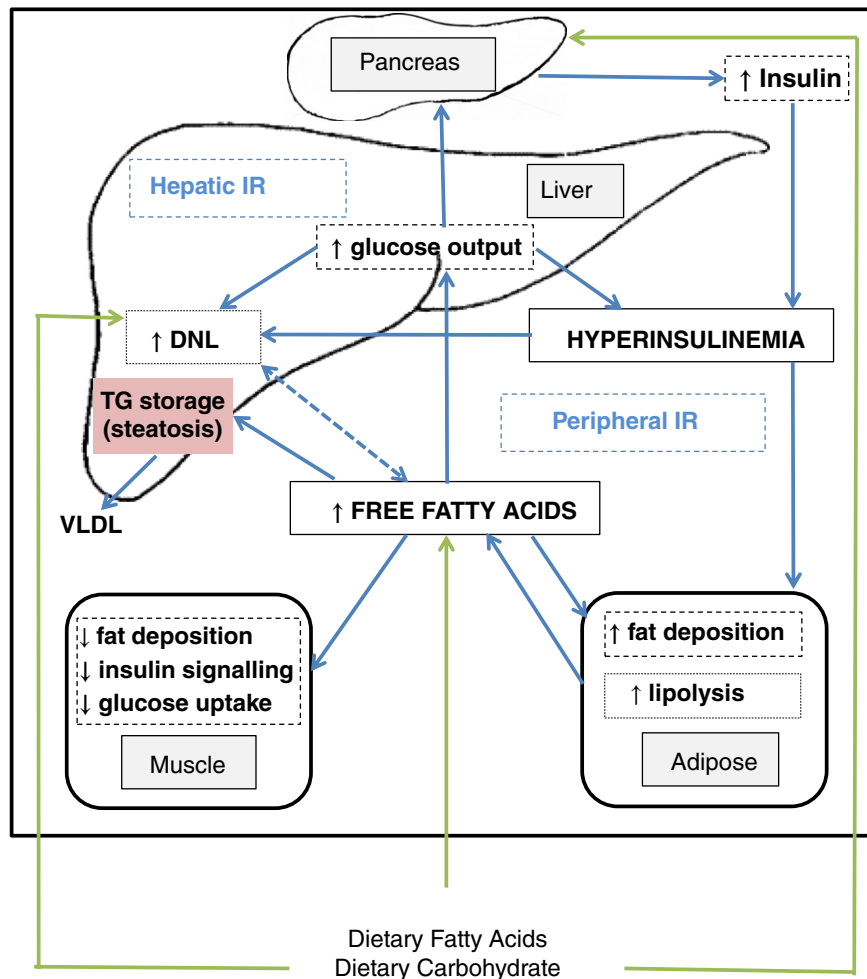 Pancreas
↑ Insulin
Hepatic IR
Liver
↑ glucose output
↑ DNL
HYPERINSULINEMIA
TG storage
(steatosis)
Peripheral IR
VLDL
↑ FREE FATTY ACIDS
↓ fat deposition
↓ insulin signalling
↓ glucose uptake
Muscle
↑ fat deposition
↑ lipolysis
Adipose
Dietary Fatty Acids
Dietary Carbohydrate